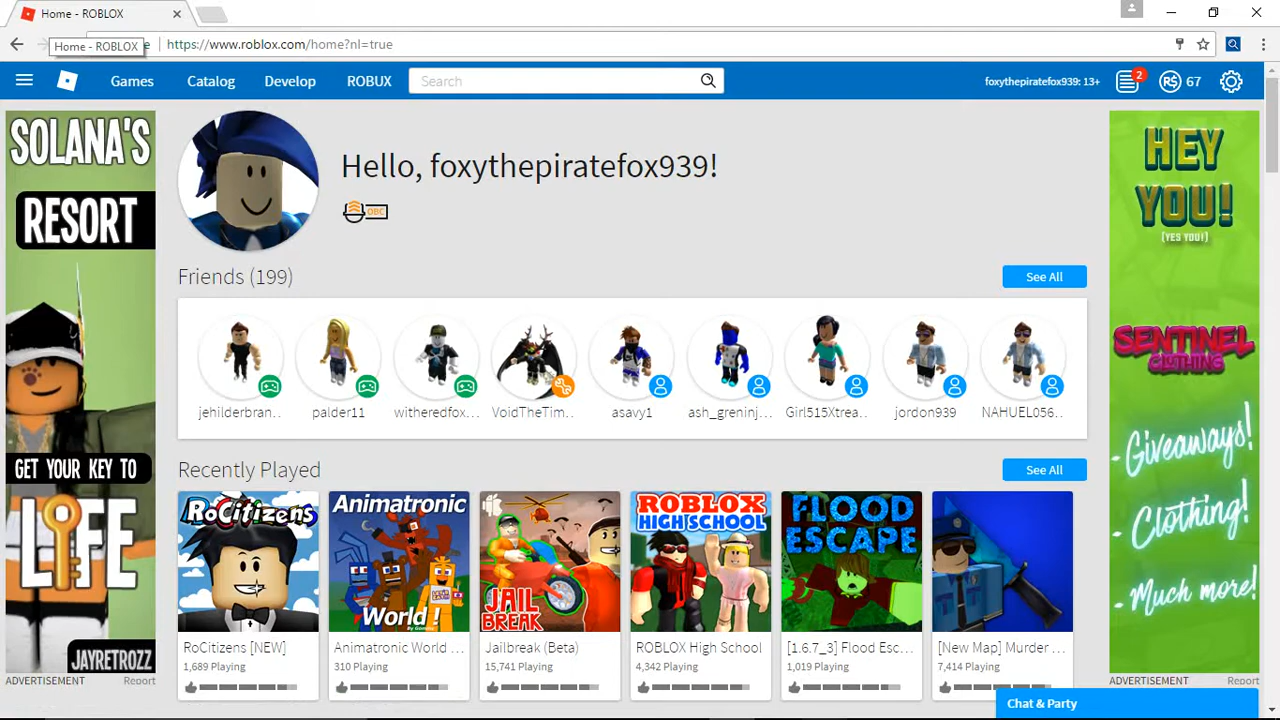 Home - ROBLOX
Home - ROBLOX
https://www.roblox.com/home?nl=true
Games
Catalog
Develop
ROBUX
Search
foxythepiratefox939: 13+
2
R$
67
SOLANA'S
RESORT
GET YOUR KEY TO
LIFE
JAYRETROZZ
ADVERTISEMENT
Report
Hello, foxythepiratefox939!
OBC
Friends (199)
See All
jehilderbran..
palder11
witheredfox...
VoidTheTim..
asavy1
ash_greninj...
Girl515Xtrea..
jordon939
NAHUEL056..
Recently Played
See All
RoCitizens
Animatronic
World !
JAIL
BREAK
ROBLOX
HIGH SCHOOL
FLOOD
ESCAPE
RoCitizens [NEW]
1,689 Playing
Animatronic World ...
310 Playing
Jailbreak (Beta)
15,741 Playing
ROBLOX High School
4,342 Playing
[1.6.7_3] Flood Esc...
1,019 Playing
[New Map] Murder ...
7,414 Playing
HEY
YOU!
(YES YOU!)
SENTINEL
CLOTHING
- Giveaways!
- Clothing!
- Much more!
ADVERTISEMENT
Report
Chat & Party